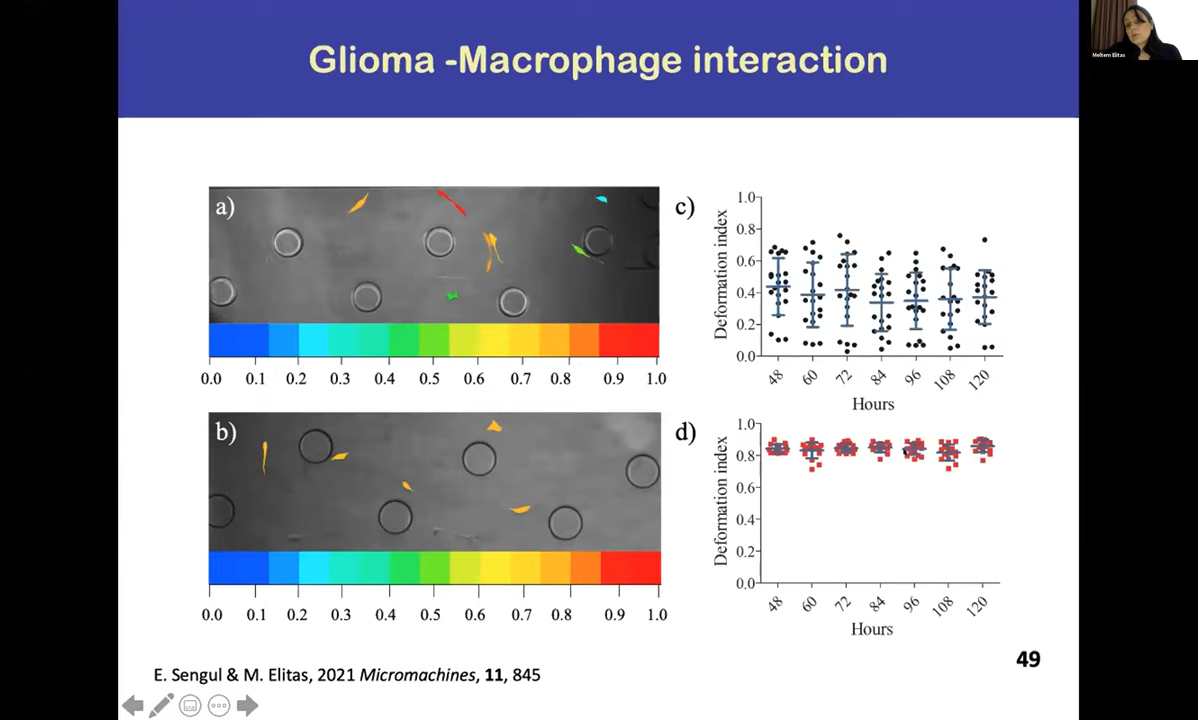 Glioma -Macrophage interaction
Meltem Elitas
a)
0.0 0.1 0.2 0.3 0.4 0.5 0.6 0.7 0.8 0.9 1.0
b)
0.0 0.1 0.2 0.3 0.4 0.5 0.6 0.7 0.8 0.9 1.0
c)
Deformation index
1.0
0.8
0.6
0.4
0.2
0.0
48 60 72 84 96 108 120
Hours
d)
Deformation index
1.0
0.8
0.6
0.4
0.2
0.0
48 60 72 84 96 108 120
Hours
49
E. Sengul & M. Elitas, 2021 Micromachines, 11, 845